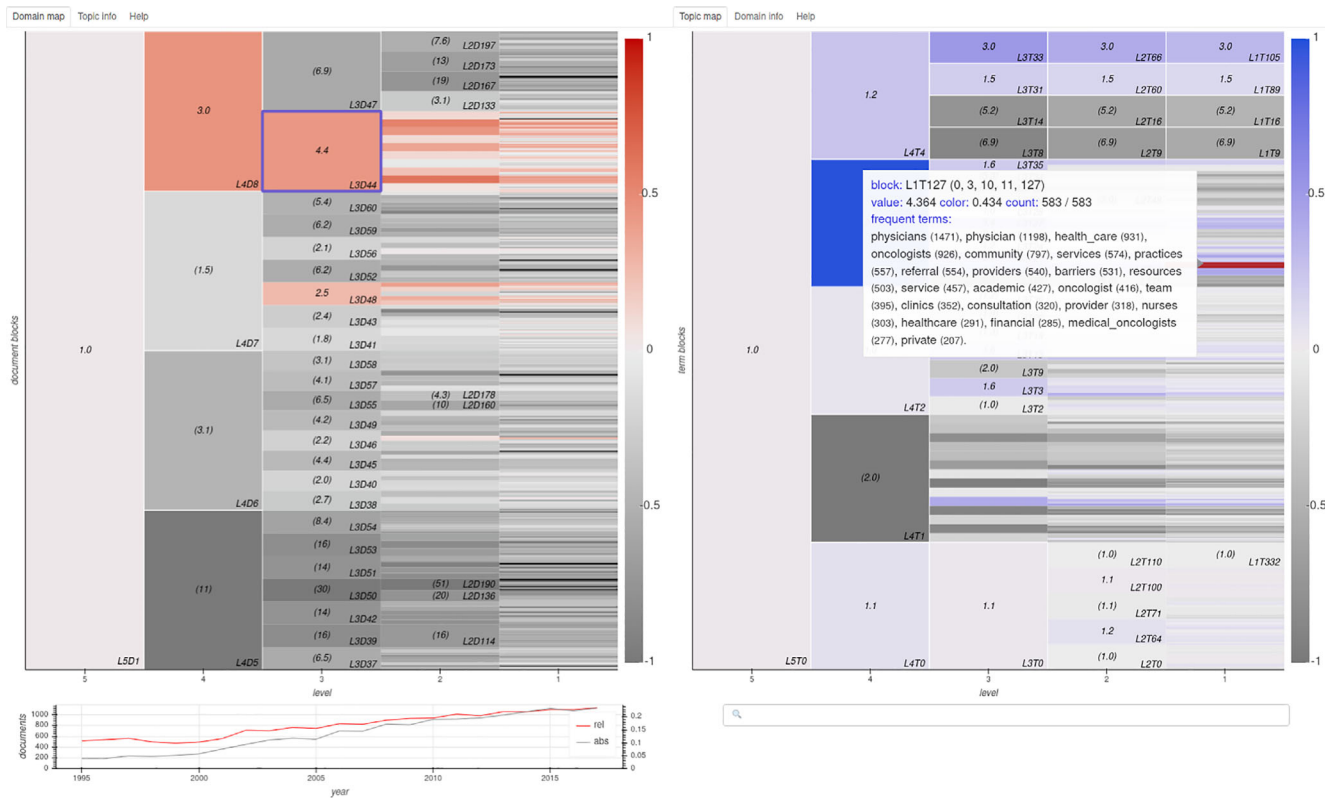 Domain map Topic info Help
document blocks
1.0
L5D1
3.0
L4D8
(1.5)
L4D7
(3.1)
L4D6
(11)
L4D5
(6.9)
L3D47
4.4
L3D44
(5.4) L3D60
(6.2) L3D59
(2.1) L3D56
(6.2) L3D52
2.5 L3D48
(2.4) L3D43
(1.8) L3D41
(3.1) L3D58
(4.1) L3D57
(6.5) L3D55
(4.2) L3D49
(2.2) L3D46
(4.4) L3D45
(2.0) L3D40
(2.7) L3D38
(8.4) L3D54
(16) L3D53
(14) L3D51
(30) L3D50
(14) L3D42
(16) L3D39
(6.5) L3D37
(7.6) L2D197
(13) L2D173
(19) L2D167
(3.1) L2D133
(4.3) L2D178
(10) L2D160
(51) L2D190
(20) L2D136
(16) L2D114
1
0.5
0
-0.5
-1
5 4 3 2 1
level
documents
1000
800
600
400
200
0
rel
abs
0.2
0.15
0.1
0.05
0
1995 2000 2005 2010 2015
year
Topic map Domain info Help
term blocks
1.0
L5T0
1.2
L4T4
L4T2
(2.0)
L4T1
1.1
L4T0
3.0 L3T33
1.5 L3T31
(5.2) L3T14
(6.9) L3T8
1.6 L3T35
(2.0) L3T9
1.6 L3T3
(1.0) L3T2
1.1
L3T0
3.0 L2T66
1.5 L2T60
(5.2) L2T16
(6.9) L2T9
(1.0) L2T110
1.1 L2T100
(1.1) L2T71
1.2 L2T64
(1.0) L2T0
3.0 L1T105
1.5 L1T89
(5.2) L1T16
(6.9) L1T9
(1.0) L1T332
block: L1T127 (0, 3, 10, 11, 127)
value: 4.364 color: 0.434 count: 583 / 583
frequent terms:
physicians (1471), physician (1198), health_care (931),
oncologists (926), community (797), services (574), practices
(557), referral (554), providers (540), barriers (531), resources
(503), service (457), academic (427), oncologist (416), team
(395), clinics (352), consultation (320), provider (318), nurses
(303), healthcare (291), financial (285), medical_oncologists
(277), private (207).
1
0.5
0
-0.5
-1
5 4 3 2 1
level